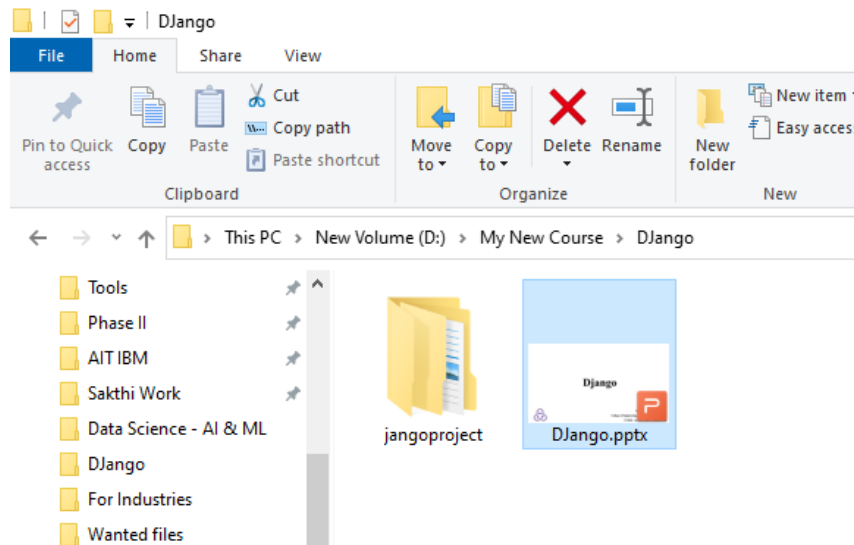 DJango
File Home Share View
Pin to Quick access
Copy
Paste
Cut
Copy path
Paste shortcut
Clipboard
Move to
Copy to
Delete
Rename
Organize
New folder
New item
Easy acces
New
This PC > New Volume (D:) > My New Course > DJango
Tools
Phase II
AIT IBM
Sakthi Work
Data Science - AI & ML
DJango
For Industries
Wanted files
jangoproject
Django
DJango.pptx